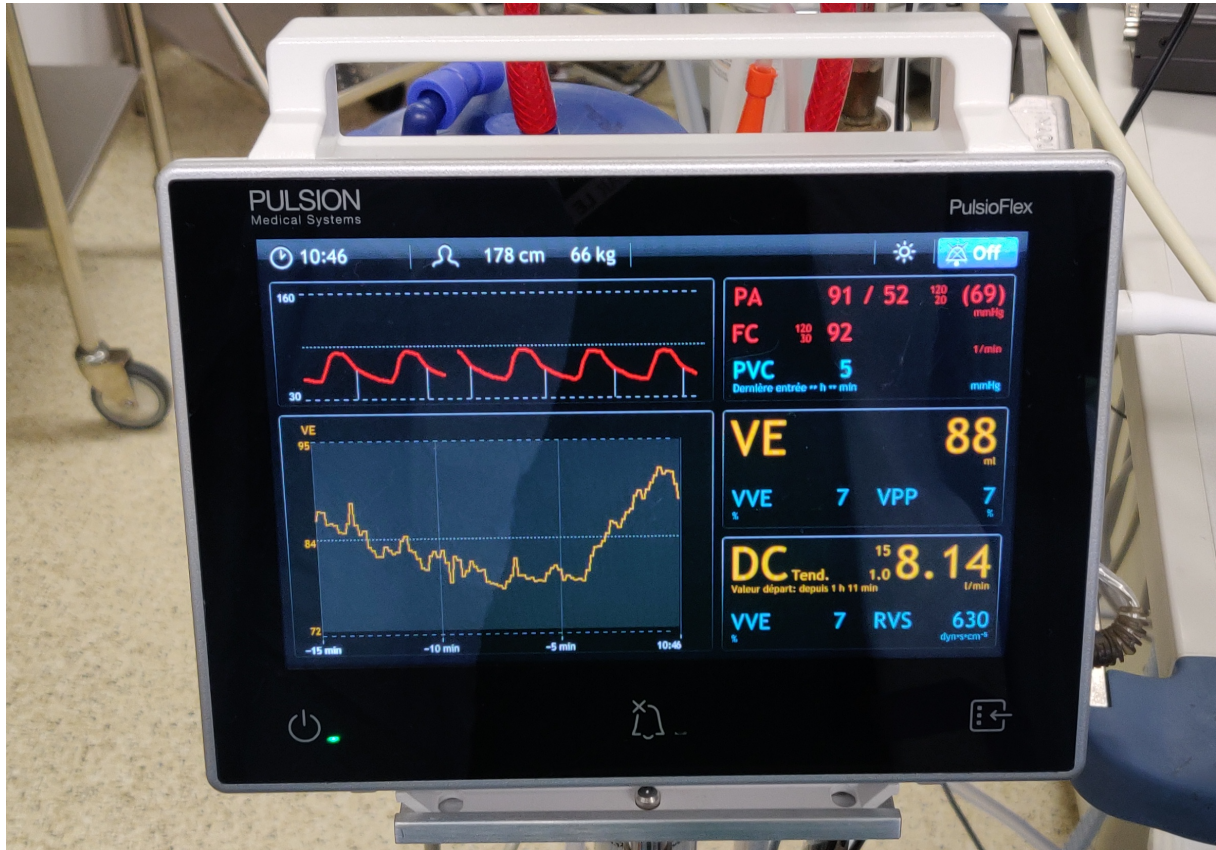 PULSION
Medical Systems
PulsioFlex
10:46 178 cm 66 kg Off
160
30
PA 91 / 52 120 20 (69)
mmHg
FC 120 30 92
1/min
PVC 5
Dernière entrée -- h -- min mmHg
VE
95
84
72
-15 min -10 min -5 min 10:46
VE 88
ml
VVE 7 VPP 7
% %
DC Tend. 15 1.0 8.14
Valeur départ: depuis 1 h 11 min l/min
VVE 7 RVS 630
% dyn·s·cm⁻⁵